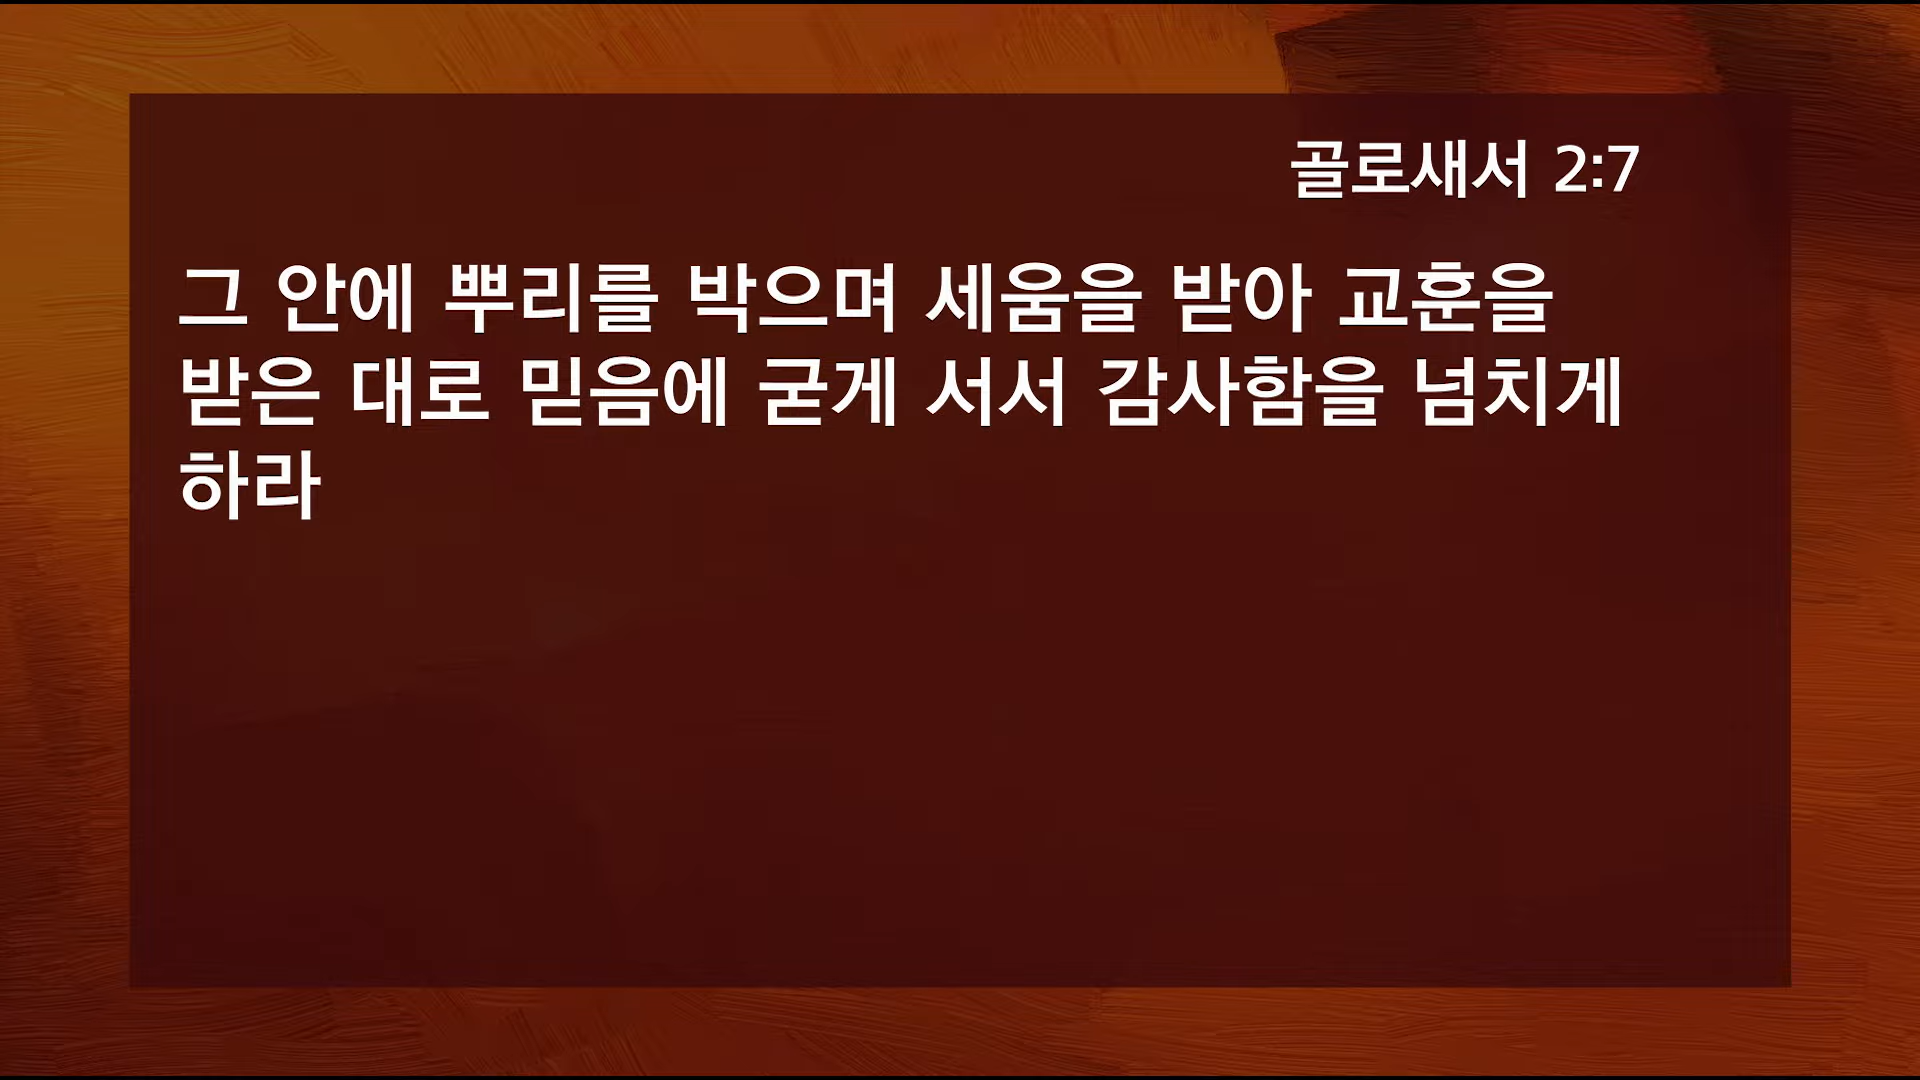 골로새서 2:7
그 안에 뿌리를 박으며 세움을 받아 교훈을
받은 대로 믿음에 굳게 서서 감사함을 넘치게
하라